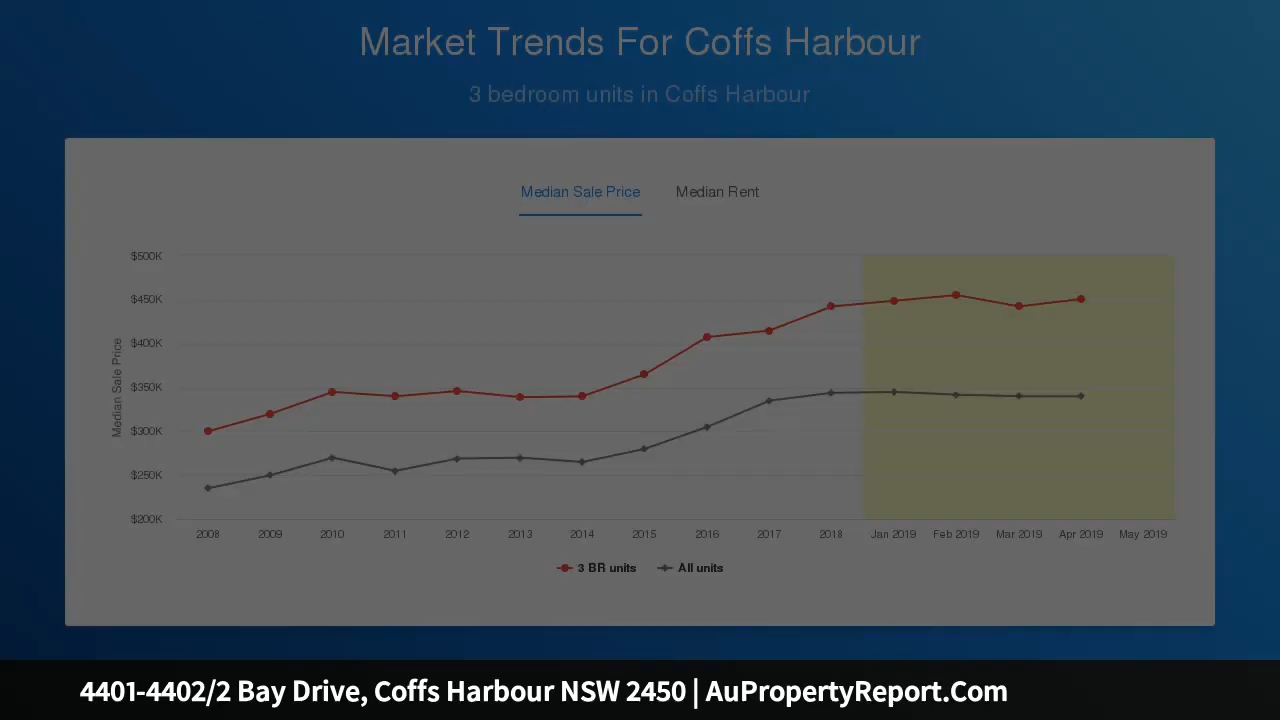 Market Trends For Coffs Harbour
3 bedroom units in Coffs Harbour
Median Sale Price Median Rent
Median Sale Price
$500K
$450K
$400K
$350K
$300K
$250K
$200K
2008 2009 2010 2011 2012 2013 2014 2015 2016 2017 2018 Jan 2019 Feb 2019 Mar 2019 Apr 2019 May 2019
3 BR units All units
4401-4402/2 Bay Drive, Coffs Harbour NSW 2450 | AuPropertyReport.Com